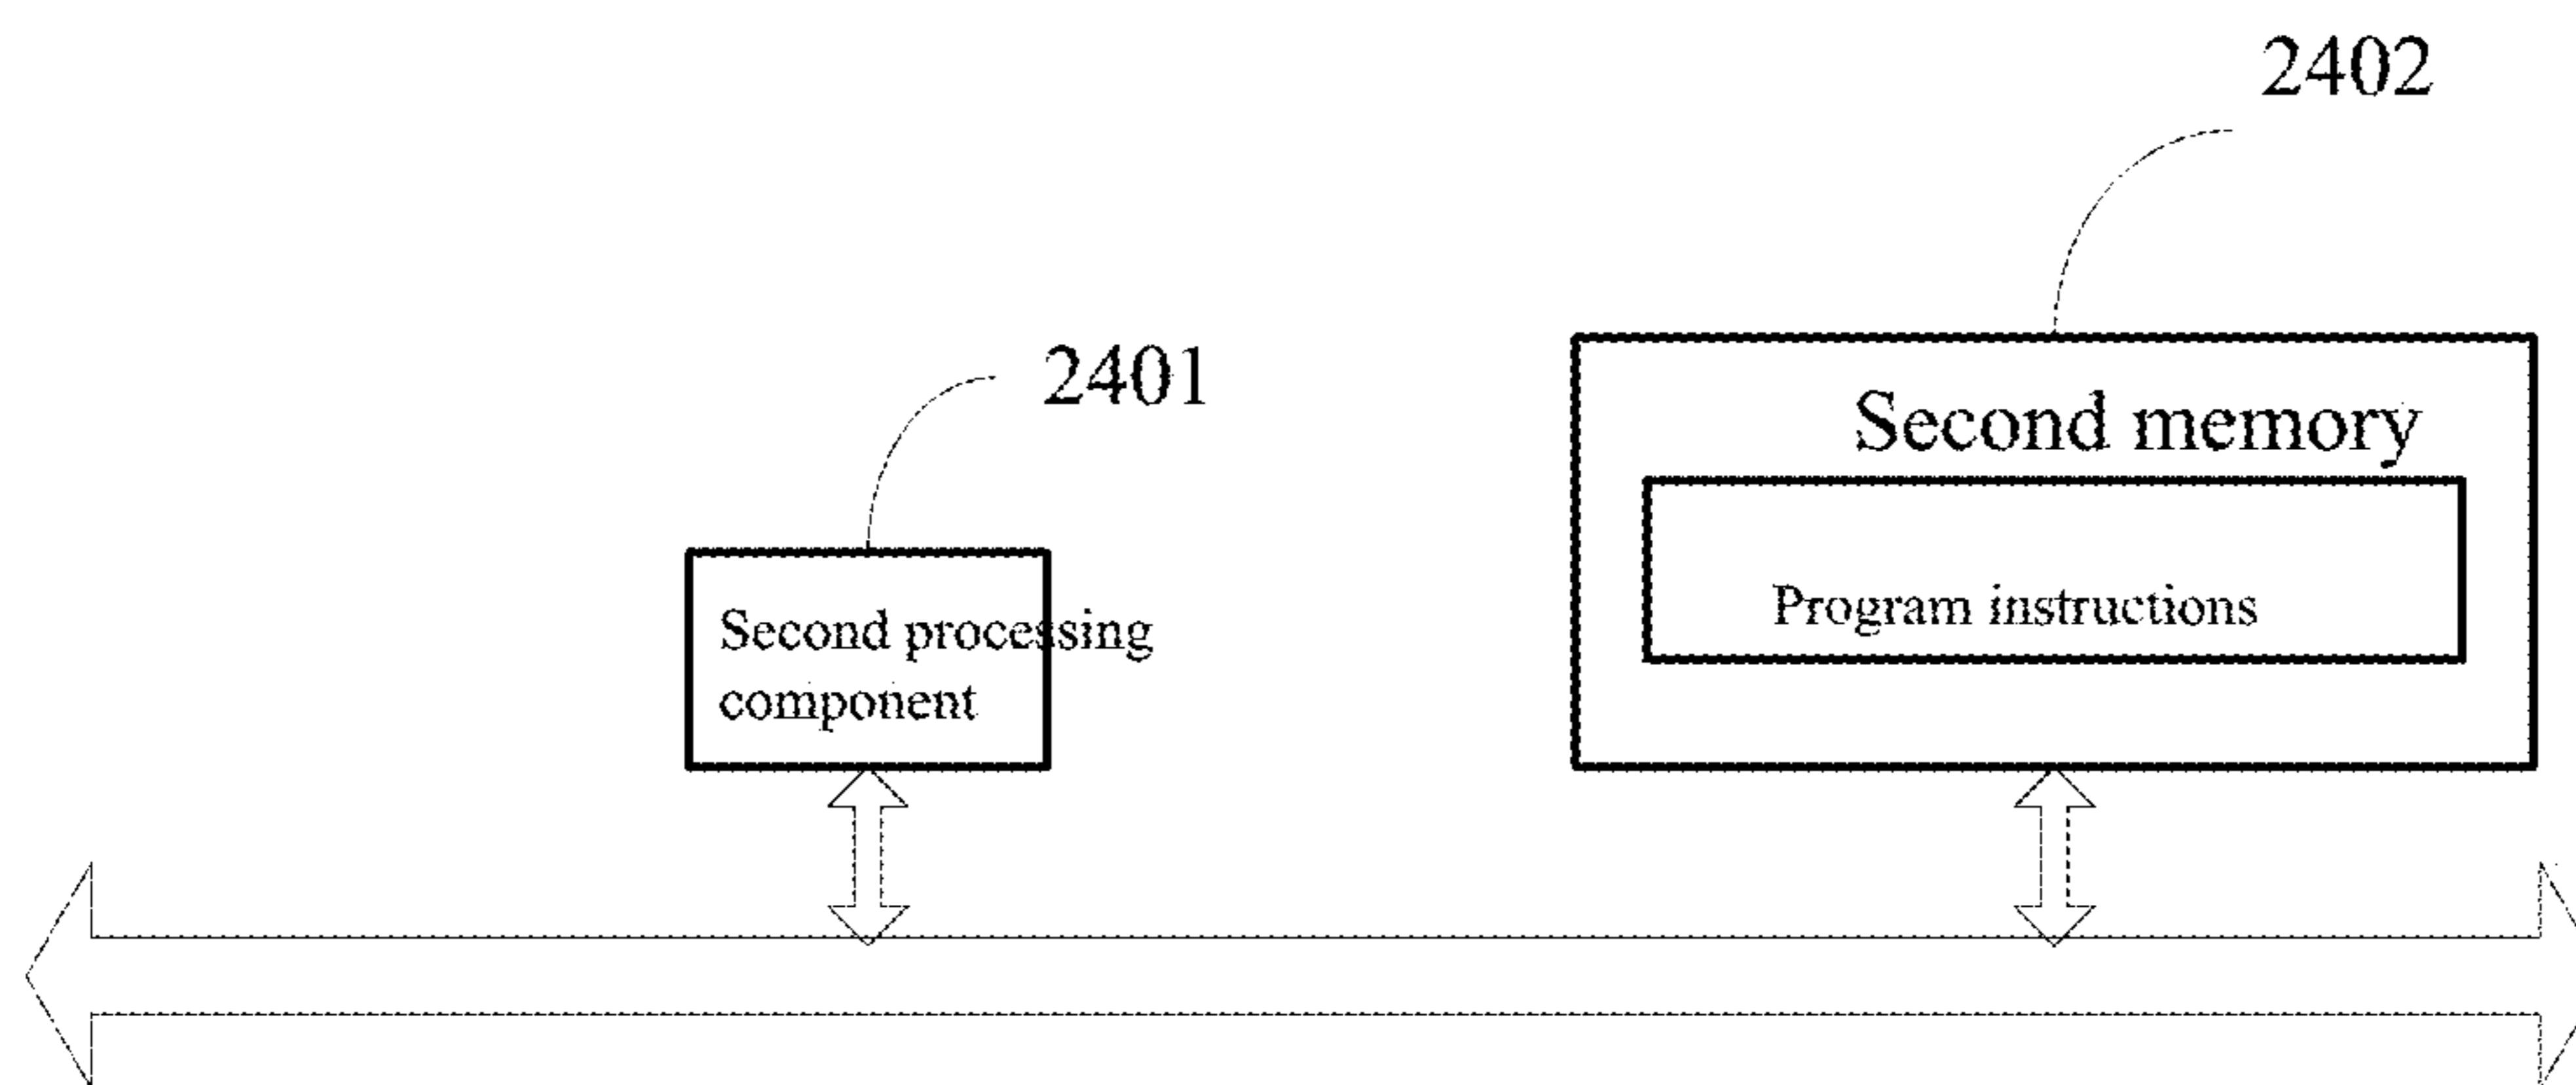 2402
2401
Second memory
Program instructions
Second processing
component